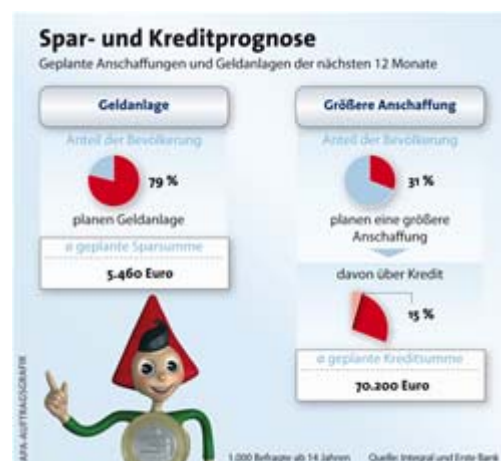 Spar- und Kreditprognose
Geplante Anschaffungen und Geldanlagen der nächsten 12 Monate
Geldanlage
Anteil der Bevölkerung
79 %
planen Geldanlage
ø geplante Sparsumme
5.460 Euro
Größere Anschaffung
Anteil der Bevölkerung
31 %
planen eine größere
Anschaffung
davon über Kredit
15 %
ø geplante Kreditsumme
70.200 Euro
APA-AUFTRAGSGRAFIK
1.000 Befragte ab 14 Jahren Quelle: Integral und Erste Bank